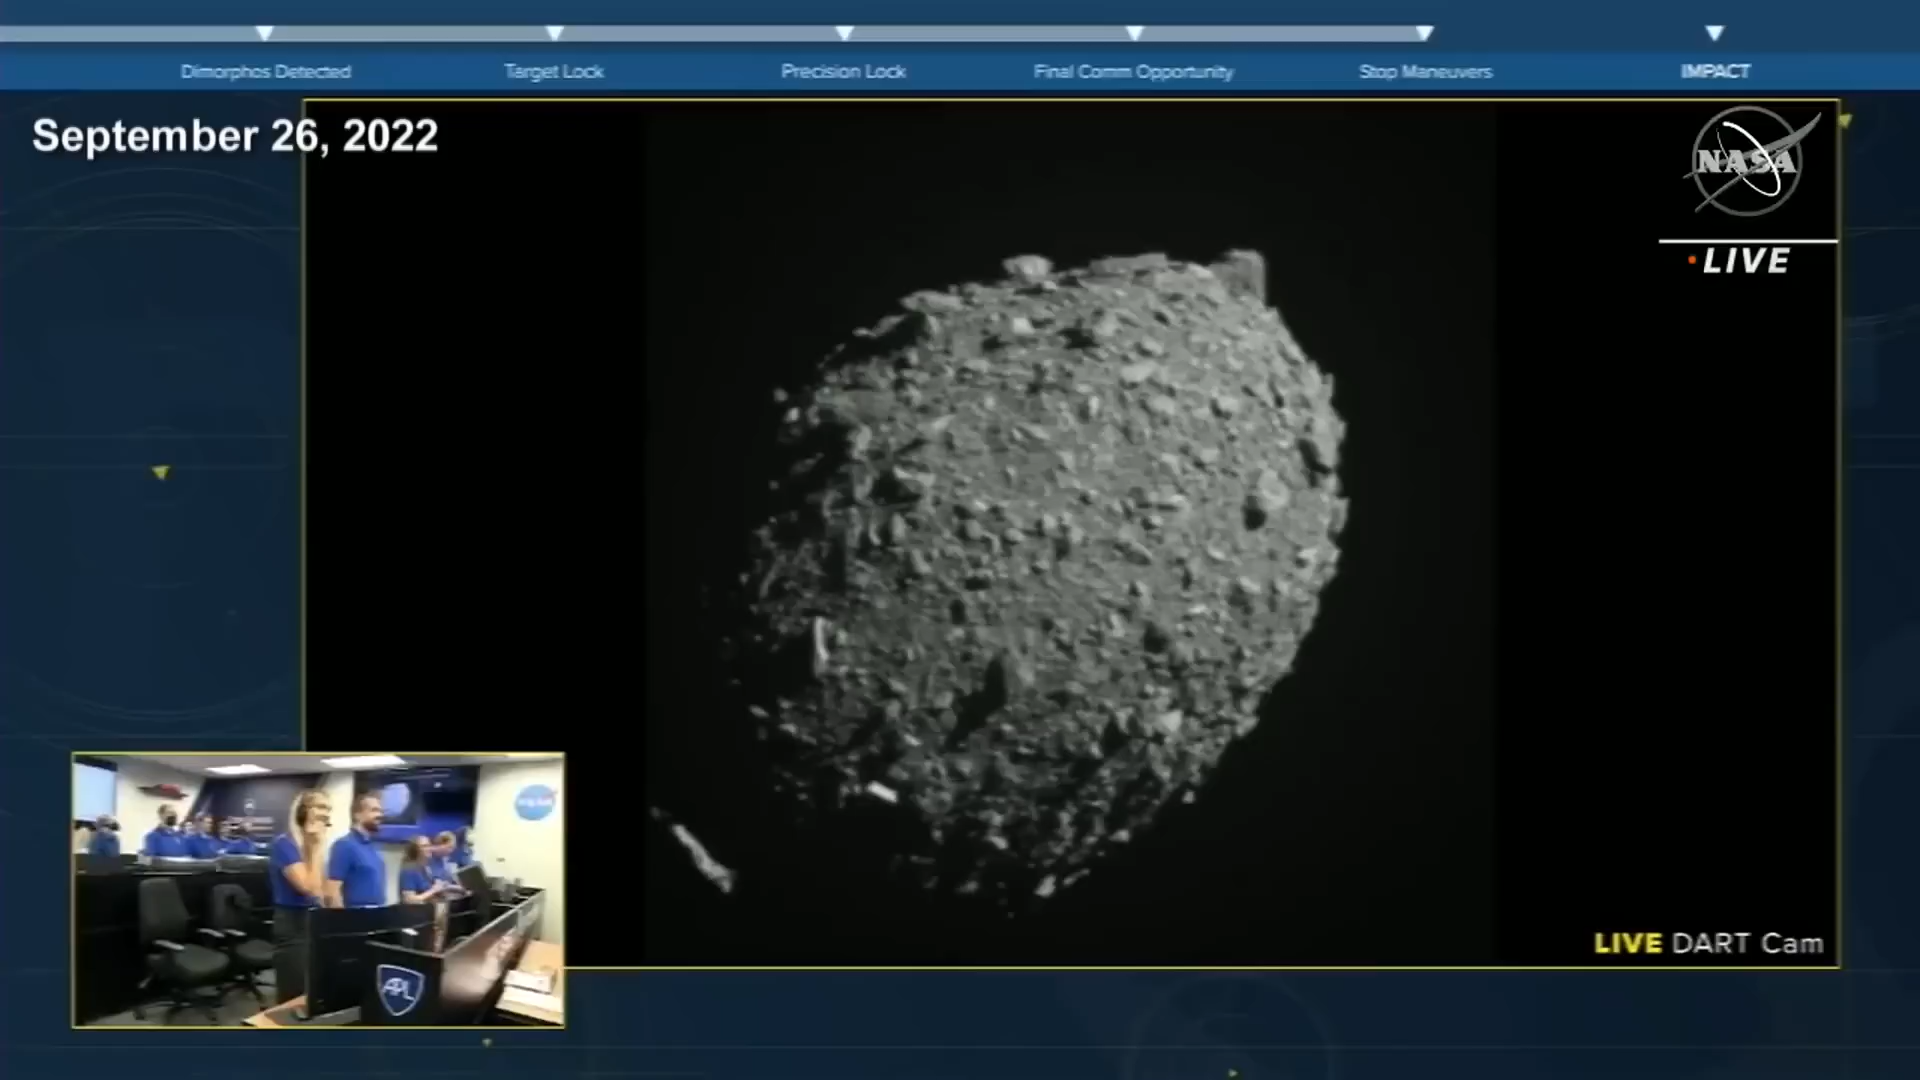 Dimorphos Detected
Target Lock
Precision Lock
Final Comm Opportunity
Stop Maneuvers
IMPACT
September 26, 2022
NASA
LIVE
LIVE DART Cam
APL